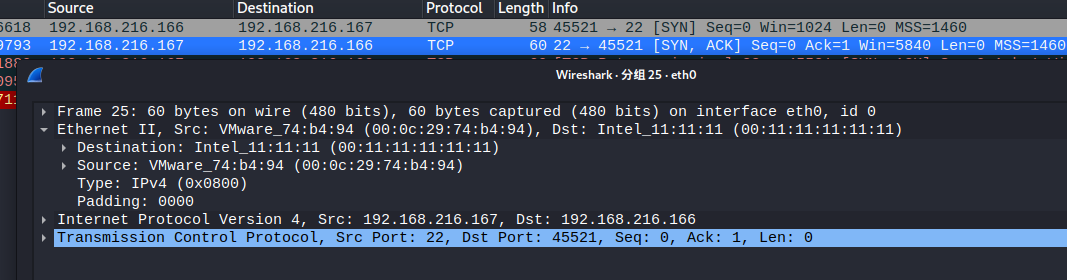 Source Destination Protocol Length Info
6618 192.168.216.166 192.168.216.167 TCP 58 45521 → 22 [SYN] Seq=0 Win=1024 Len=0 MSS=1460
9793 192.168.216.167 192.168.216.166 TCP 60 22 → 45521 [SYN, ACK] Seq=0 Ack=1 Win=5840 Len=0 MSS=1460
Wireshark · 分组 25 · eth0
Frame 25: 60 bytes on wire (480 bits), 60 bytes captured (480 bits) on interface eth0, id 0
Ethernet II, Src: VMware_74:b4:94 (00:0c:29:74:b4:94), Dst: Intel_11:11:11 (00:11:11:11:11:11)
Destination: Intel_11:11:11 (00:11:11:11:11:11)
Source: VMware_74:b4:94 (00:0c:29:74:b4:94)
Type: IPv4 (0x0800)
Padding: 0000
Internet Protocol Version 4, Src: 192.168.216.167, Dst: 192.168.216.166
Transmission Control Protocol, Src Port: 22, Dst Port: 45521, Seq: 0, Ack: 1, Len: 0